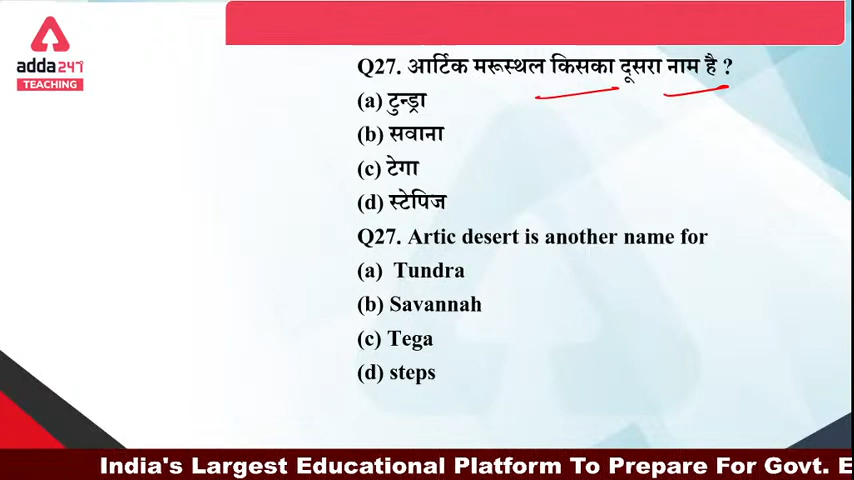 adda247
TEACHING
Q27. आर्टिक मरूस्थल किसका दूसरा नाम है ?
(a) टुन्ड्रा
(b) सवाना
(c) टेगा
(d) स्टेपिज
Q27. Artic desert is another name for
(a) Tundra
(b) Savannah
(c) Tega
(d) steps
India's Largest Educational Platform To Prepare For Govt. E